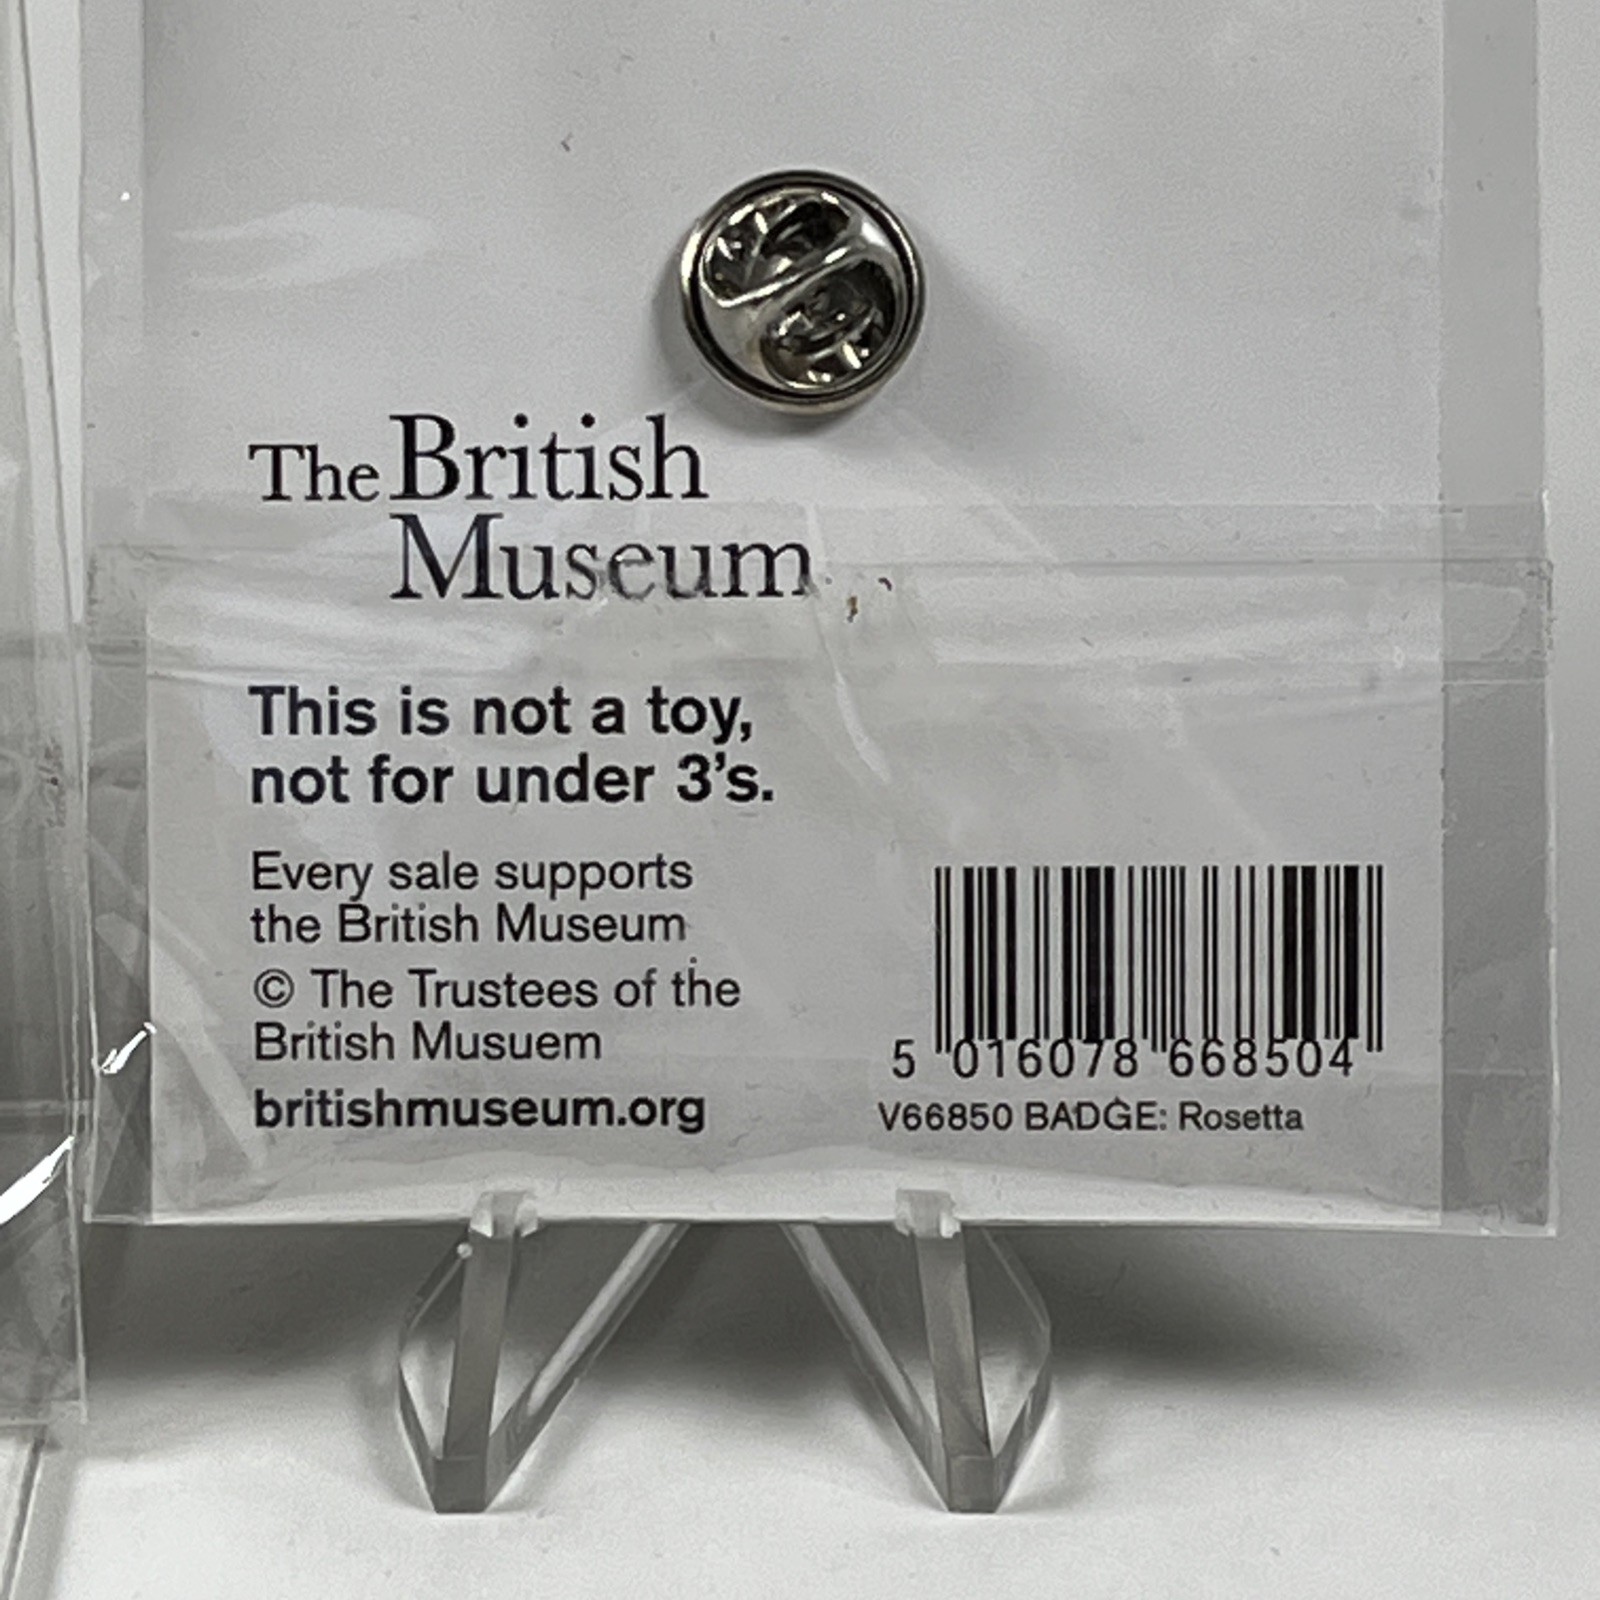 The British
Museum
This is not a toy,
not for under 3's.
Every sale supports
the British Museum
© The Trustees of the
British Musuem
britishmuseum.org
5 016078 668504
V66850 BADGE: Rosetta